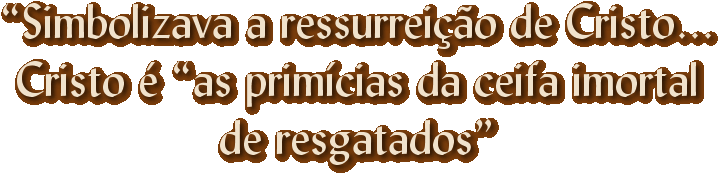 “Simbolizava a ressurreição de Cristo...
Cristo é “as primícias da ceifa imortal
de resgatados”